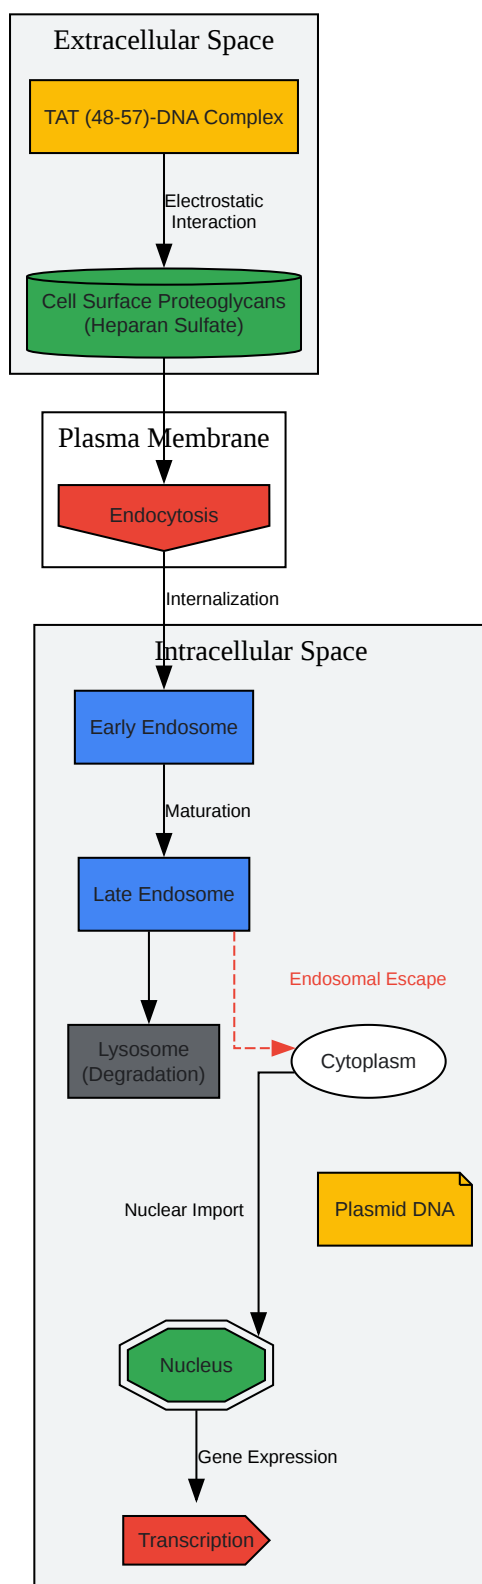 Extracellular Space
TAT (48-57)-DNA Complex
Electrostatic
Interaction
Cell Surface Proteoglycans
(Heparan Sulfate)
Plasma Membrane
Endocytosis
Internalization
Intracellular Space
Early Endosome
Maturation
Late Endosome
Endosomal Escape
Lysosome
(Degradation)
Cytoplasm
Nuclear Import
Plasmid DNA
Nucleus
Gene Expression
Transcription